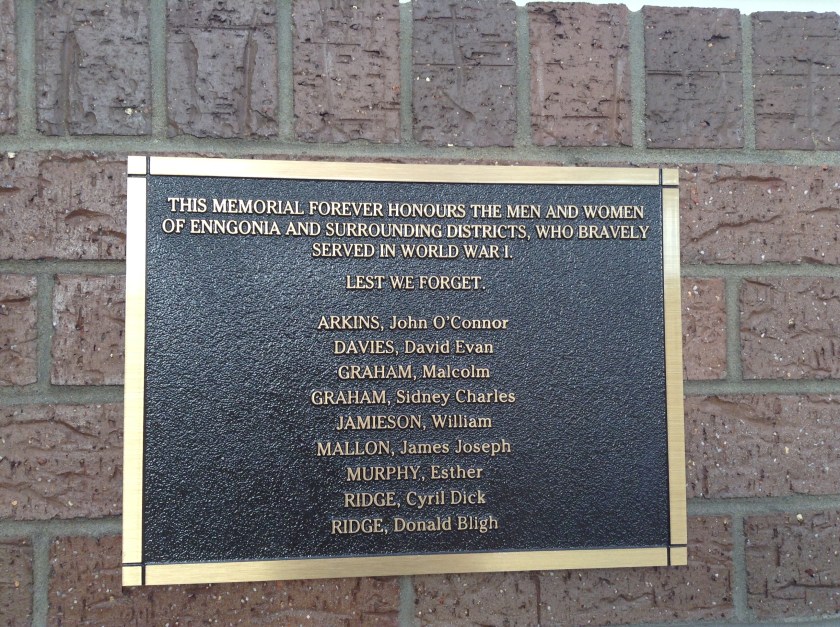 THIS MEMORIAL FOREVER HONOURS THE MEN AND WOMEN
OF ENNGONIA AND SURROUNDING DISTRICTS, WHO BRAVELY
SERVED IN WORLD WAR I.
LEST WE FORGET.
ARKINS, John O'Connor
DAVIES, David Evan
GRAHAM, Malcolm
GRAHAM, Sidney Charles
JAMIESON, William
MALLON, James Joseph
MURPHY, Esther
RIDGE, Cyril Dick
RIDGE, Donald Bligh